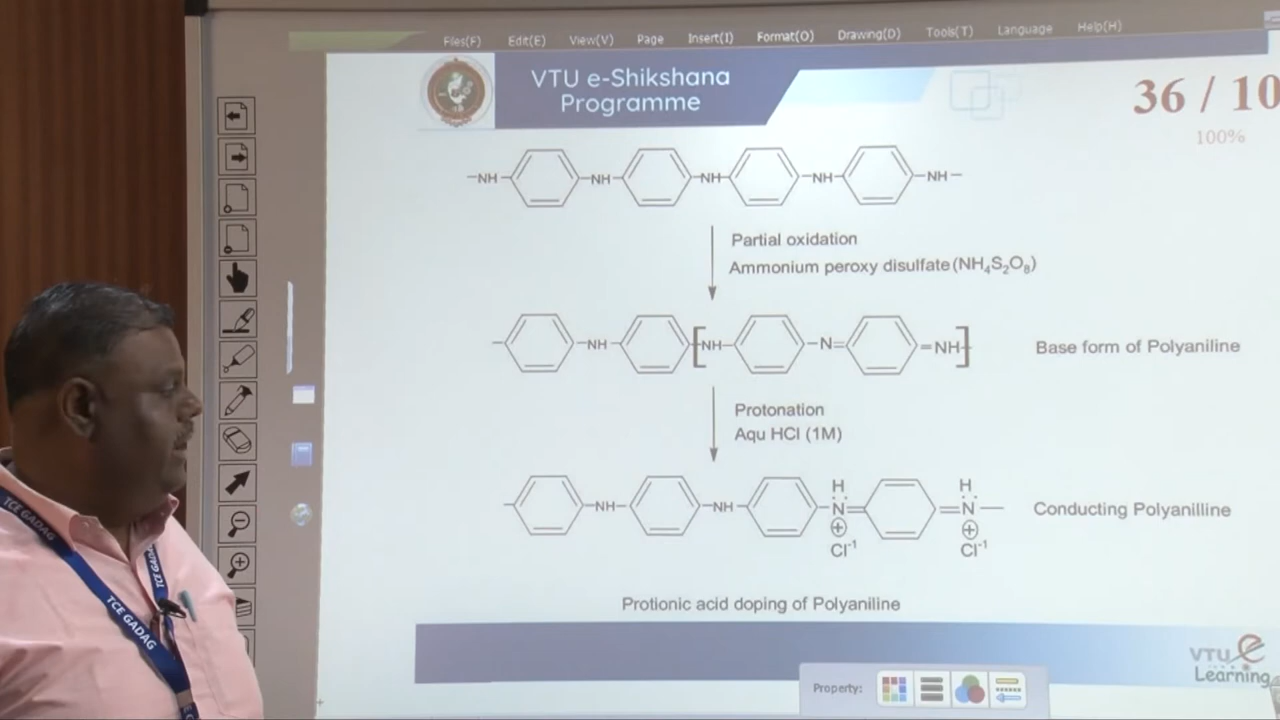 Files(F) Edit(E) View(V) Page Insert(I) Format(O) Drawing(D) Tools(T) Language Help(H)
VTU e-Shikshana
Programme
36 / 10
100%
—NH— —NH— —NH— —NH— —NH—
Partial oxidation
Ammonium peroxy disulfate (NH₄S₂O₈)
—NH— [NH— —N= =NH]
Base form of Polyaniline
Protonation
Aqu HCl (1M)
H H
—NH— —NH— —N= =N—
⊕ ⊕
Cl⁻¹ Cl⁻¹
Conducting Polyanilline
Protionic acid doping of Polyaniline
VTU e
Learning
Property:
TCE GADAG
TCE GADAG